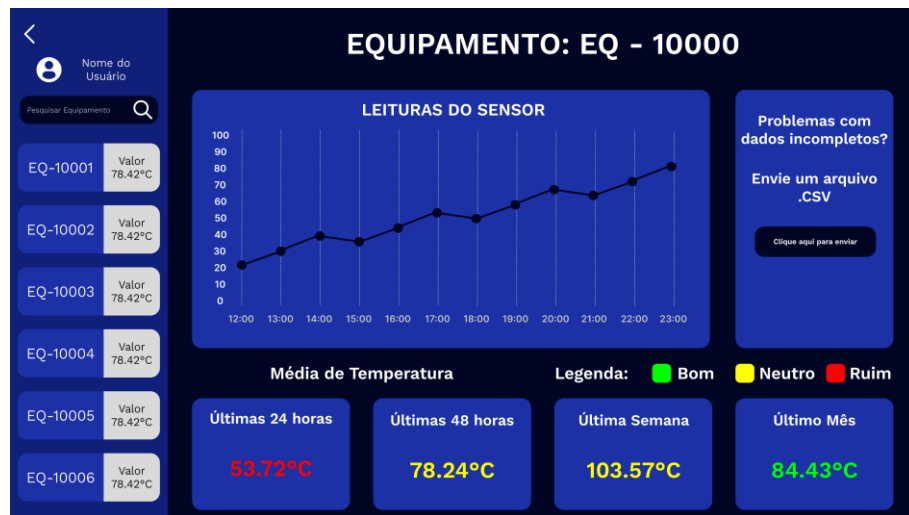 EQUIPAMENTO: EQ - 10000
Nome do
Usuário
Pesquisar Equipamento
EQ-10001
Valor
78.42°C
EQ-10002
Valor
78.42°C
EQ-10003
Valor
78.42°C
EQ-10004
Valor
78.42°C
EQ-10005
Valor
78.42°C
EQ-10006
Valor
78.42°C
LEITURAS DO SENSOR
100
90
80
70
60
50
40
30
20
10
0
12:00 13:00 14:00 15:00 16:00 17:00 18:00 19:00 20:00 21:00 22:00 23:00
Problemas com
dados incompletos?
Envie um arquivo
.CSV
Clique aqui para enviar
Média de Temperatura
Legenda: Bom Neutro Ruim
Últimas 24 horas
53.72°C
Últimas 48 horas
78.24°C
Última Semana
103.57°C
Último Mês
84.43°C